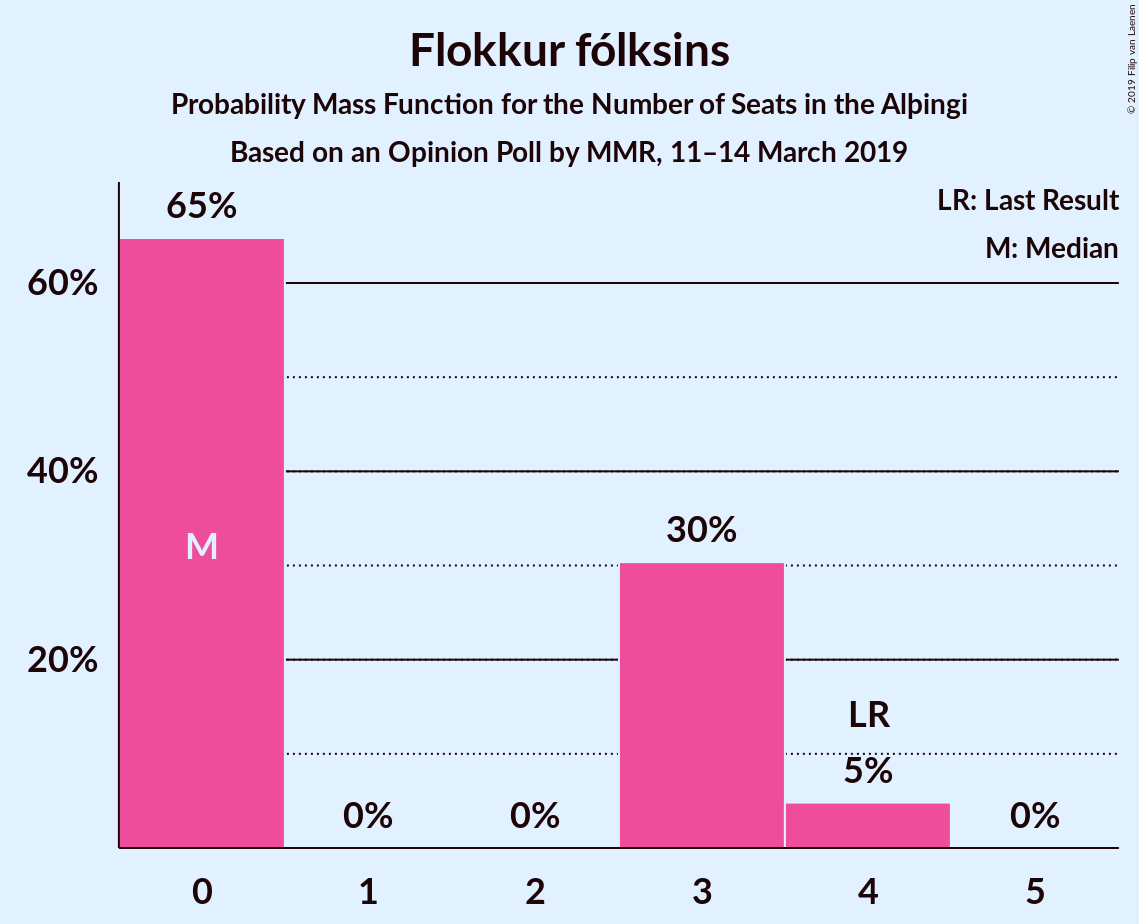 Flokkur fólksins
Probability Mass Function for the Number of Seats in the Alþingi
Based on an Opinion Poll by MMR, 11–14 March 2019
© 2019 Filip van Laenen
LR: Last Result
M: Median
65%
60%
M
40%
30%
20%
LR
5%
0%
0%
0%
0
1
2
3
4
5